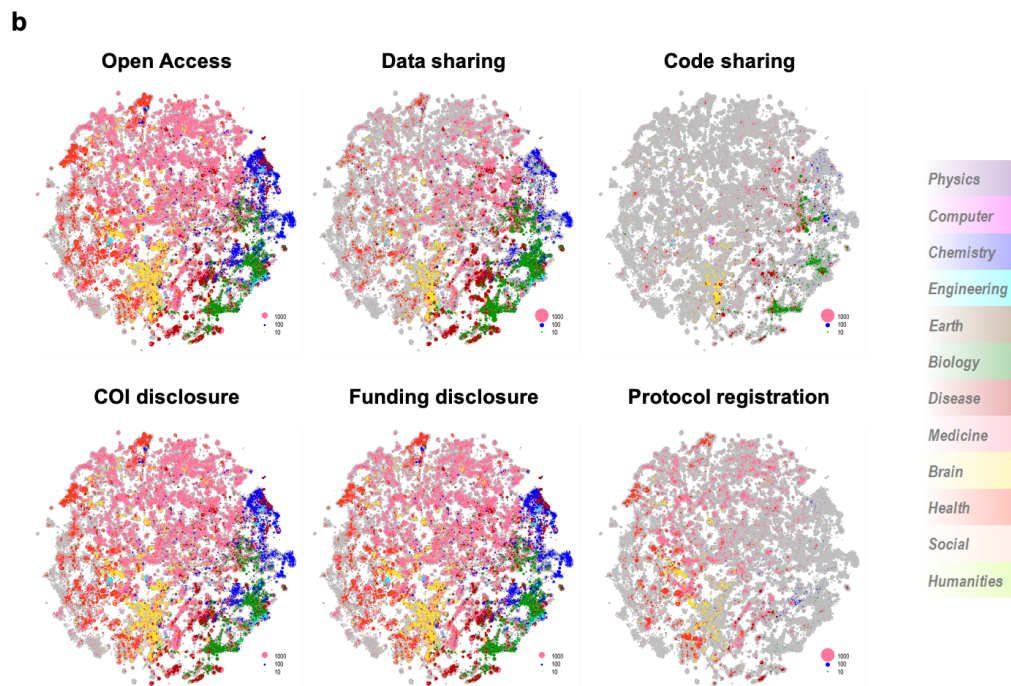 b
Open Access
Data sharing
Code sharing
1000
100
10
1000
100
10
1000
100
10
COI disclosure
Funding disclosure
Protocol registration
1000
100
10
1000
100
10
1000
100
10
Physics
Computer
Chemistry
Engineering
Earth
Biology
Disease
Medicine
Brain
Health
Social
Humanities